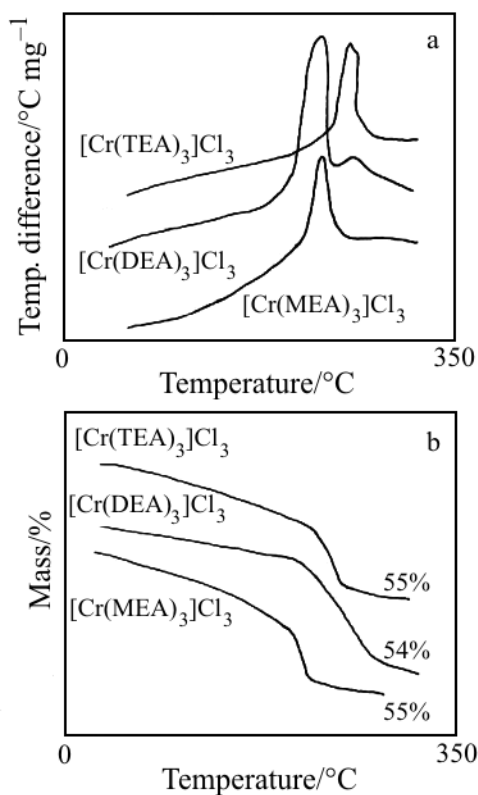 a
Temp. difference/°C mg⁻¹
[Cr(TEA)₃]Cl₃
[Cr(DEA)₃]Cl₃
[Cr(MEA)₃]Cl₃
0
350
Temperature/°C
b
Mass/%
[Cr(TEA)₃]Cl₃
[Cr(DEA)₃]Cl₃
[Cr(MEA)₃]Cl₃
55%
54%
55%
0
350
Temperature/°C